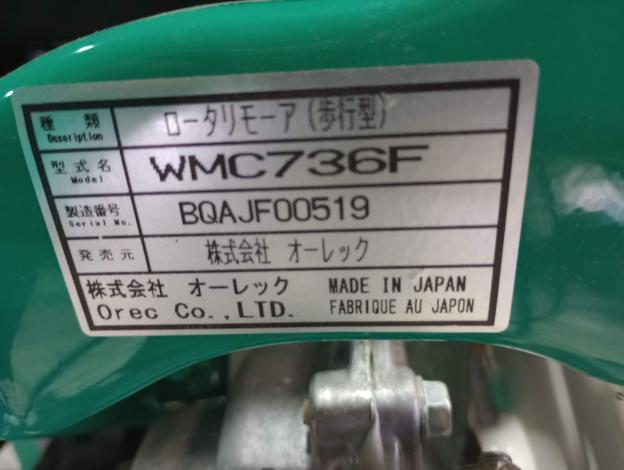 種類 ロータリモーア(歩行型)
Description
型式名 WMC736F
Model
製造番号 BQAJF00519
Serial No.
発売元 株式会社 オーレック
株式会社 オーレック MADE IN JAPAN
Orec Co.,LTD. FABRIQUE AU JAPON